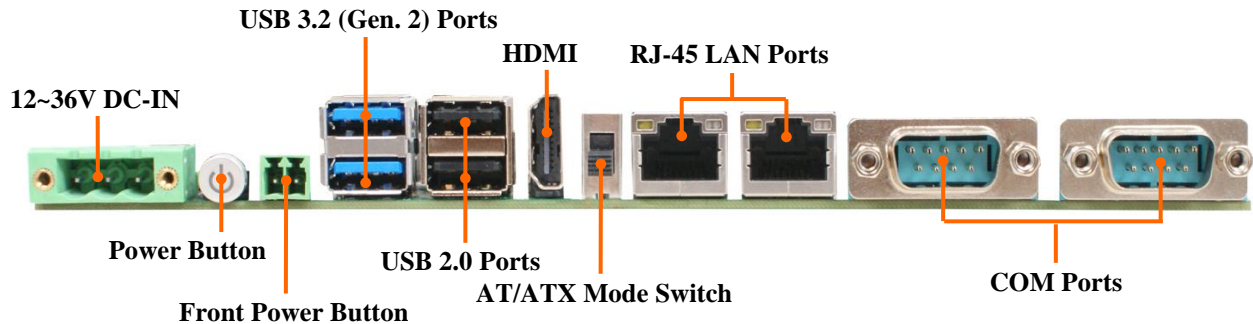 USB 3.2 (Gen. 2) Ports
HDMI
RJ-45 LAN Ports
12~36V DC-IN
Power Button
USB 2.0 Ports
AT/ATX Mode Switch
COM Ports
Front Power Button